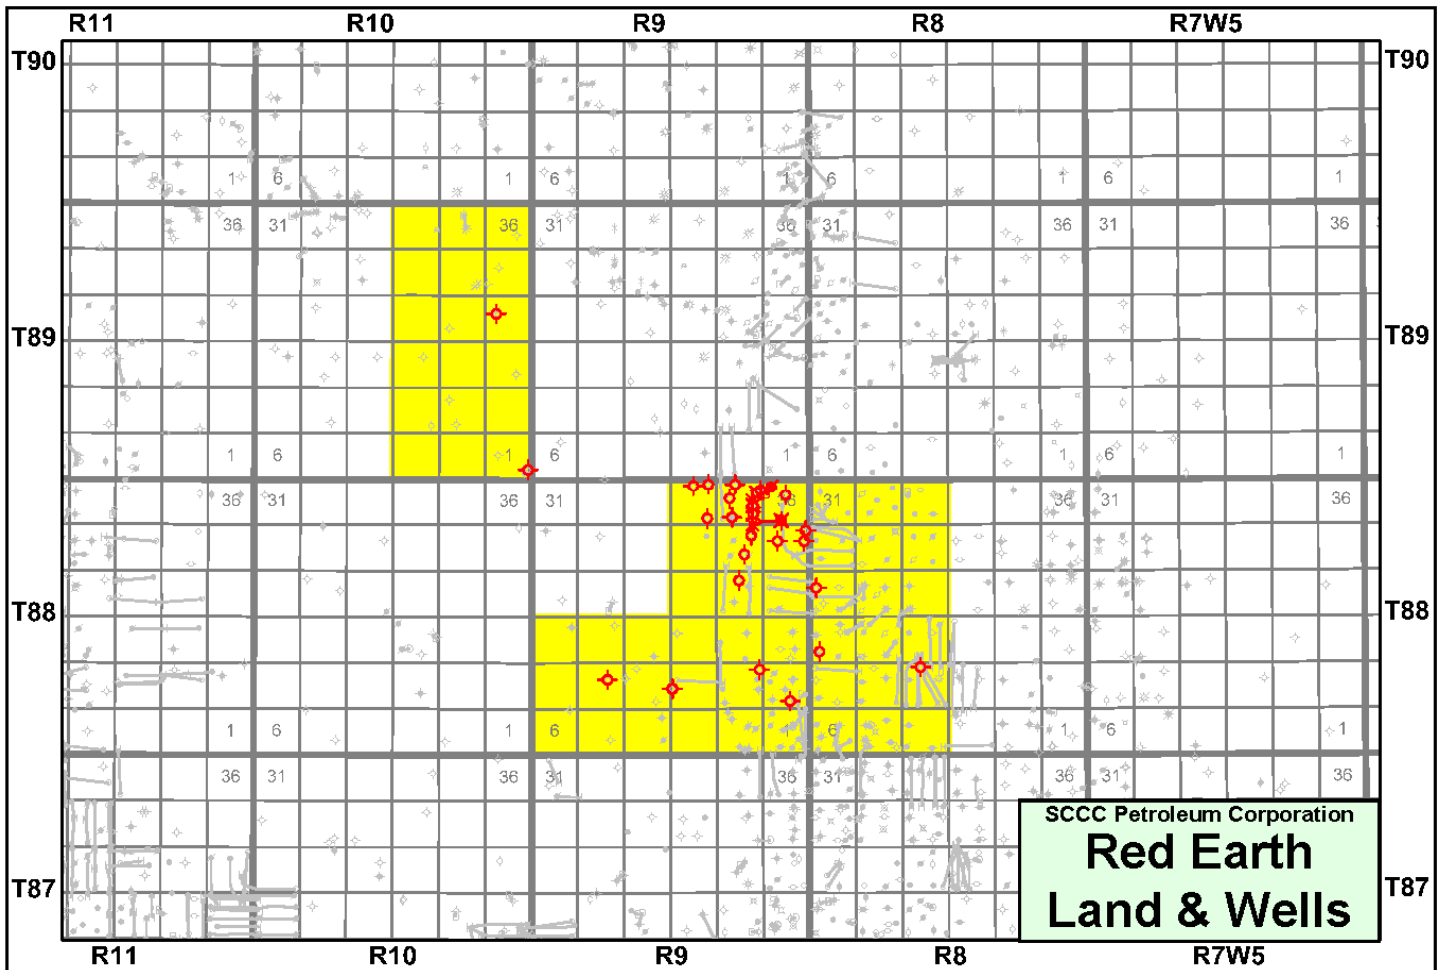 R11 R10 R9 R8 R7W5
T90 T90
1 6 1 6 1 6 1 6 1
36 31 36 31 36 31 36 31 36
T89 T89
1 6 1 6 1 6 1 6 1
36 31 36 31 31 36 31 36
T88 T88
1 6 1 6 1 6 1 6 1
36 31 36 31 36 31 36 31 36
SCCC Petroleum Corporation
Red Earth
T87 T87
Land & Wells
R11 R10 R9 R8 R7W5